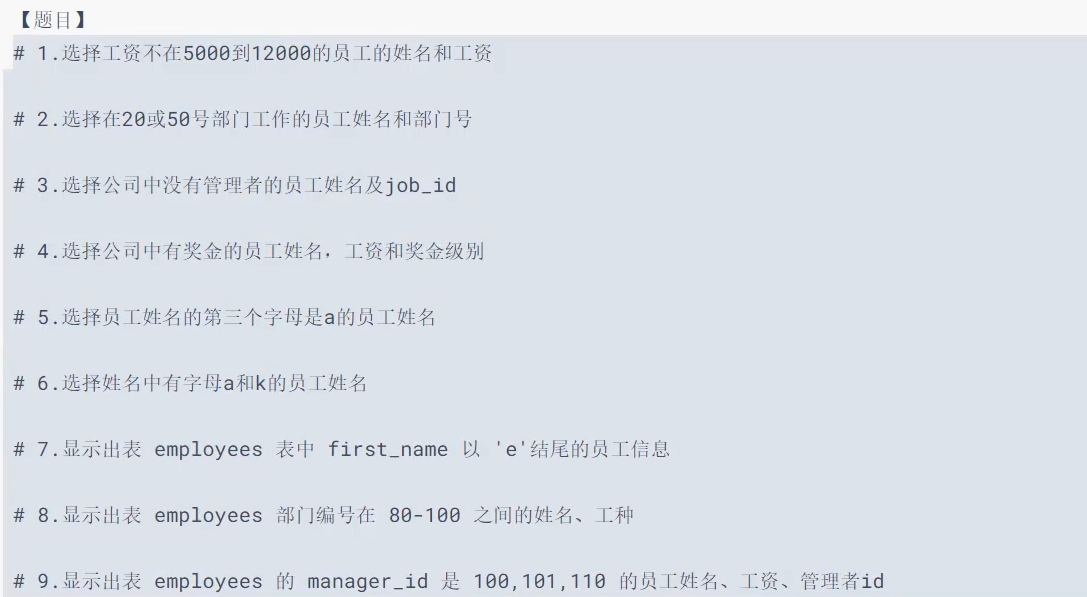 【题目】
# 1.选择工资不在5000到12000的员工的姓名和工资
# 2.选择在20或50号部门工作的员工姓名和部门号
# 3.选择公司中没有管理者的员工姓名及job_id
# 4.选择公司中有奖金的员工姓名，工资和奖金级别
# 5.选择员工姓名的第三个字母是a的员工姓名
# 6.选择姓名中有字母a和k的员工姓名
# 7.显示出表 employees 表中 first_name 以 'e'结尾的员工信息
# 8.显示出表 employees 部门编号在 80-100 之间的姓名、工种
# 9.显示出表 employees 的 manager_id 是 100,101,110 的员工姓名、工资、管理者id